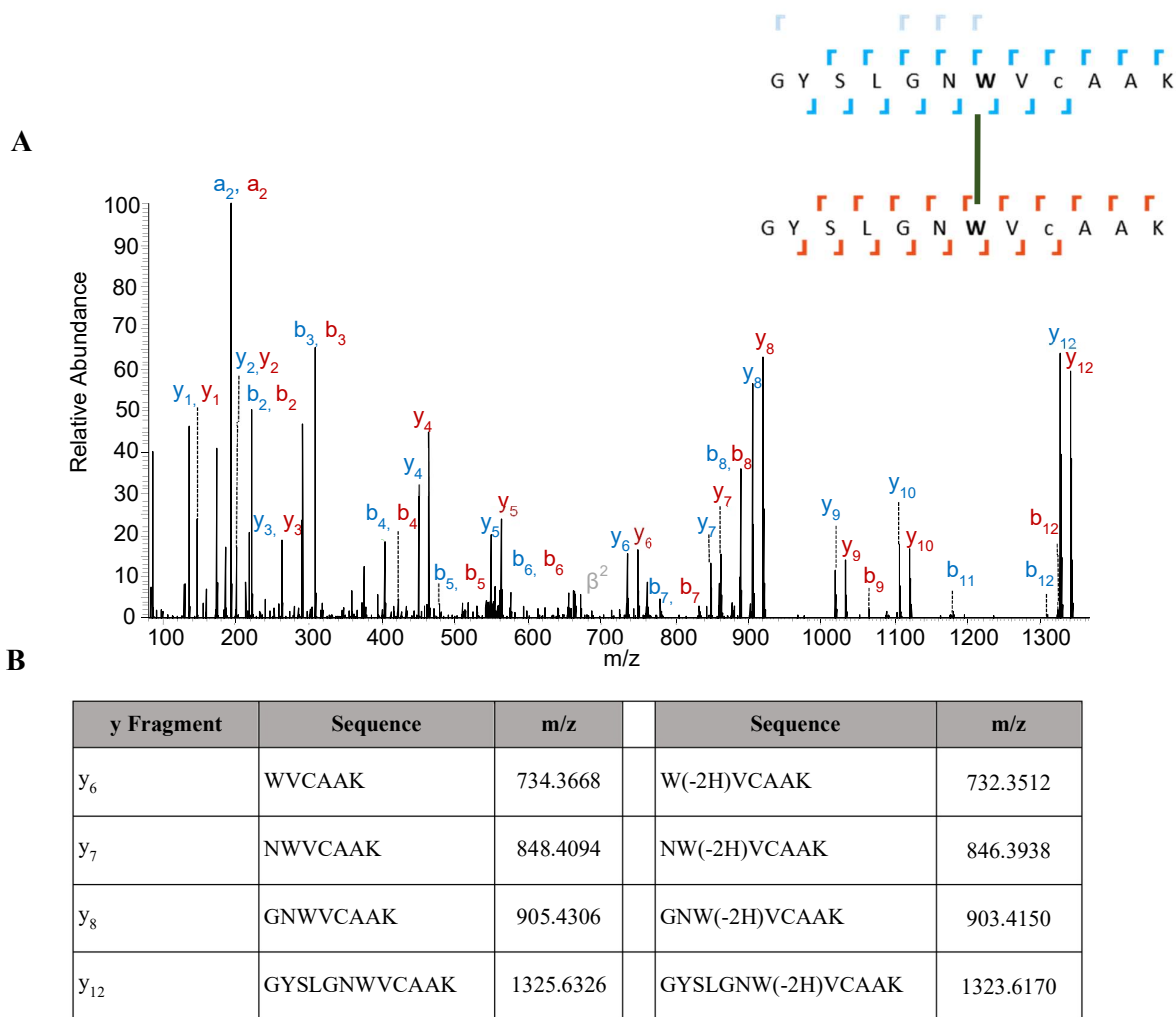 G Y S L G N W V c A A K
A
G Y S L G N W V c A A K
a2, a2
b3, b3
y2, y2
y1, y1
b2, b2
y3, y3
b4, b4
b5, b5
y4
y4
y5
y5
b6, b6
β2
y6
y6
b7, b7
y7
y7
b8, b8
y8
y8
y9
y9
b9
y10
y10
b11
b12
b12
y12
y12
Relative Abundance
100
90
80
70
60
50
40
30
20
10
0
100 200 300 400 500 600 700 800 900 1000 1100 1200 1300
m/z
B
y Fragment Sequence m/z Sequence m/z
y6 WVCAAK 734.3668 W(-2H)VCAAK 732.3512
y7 NWVCAAK 848.4094 NW(-2H)VCAAK 846.3938
y8 GNWVCAAK 905.4306 GNW(-2H)VCAAK 903.4150
y12 GYSLGNWVCAAK 1325.6326 GYSLGNW(-2H)VCAAK 1323.6170